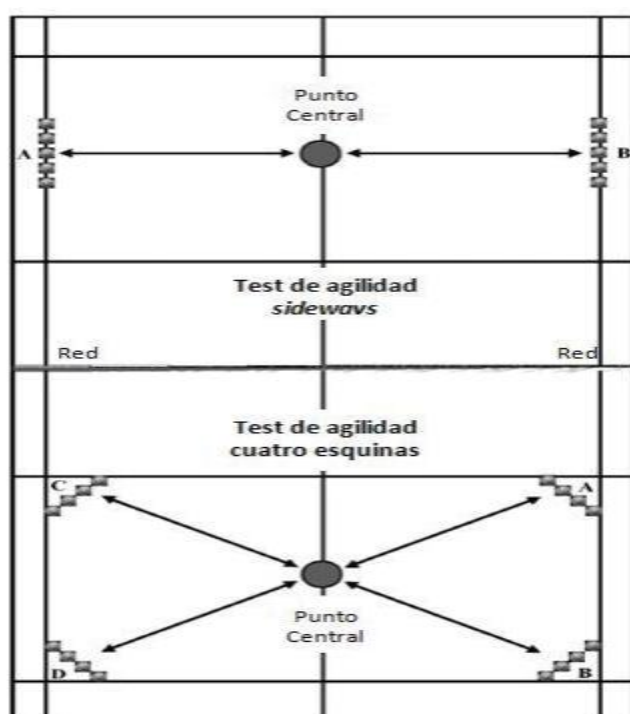 Punto
Central
A
B
Test de agilidad
sideways
Red
Red
Test de agilidad
cuatro esquinas
C
A
Punto
Central
D
B